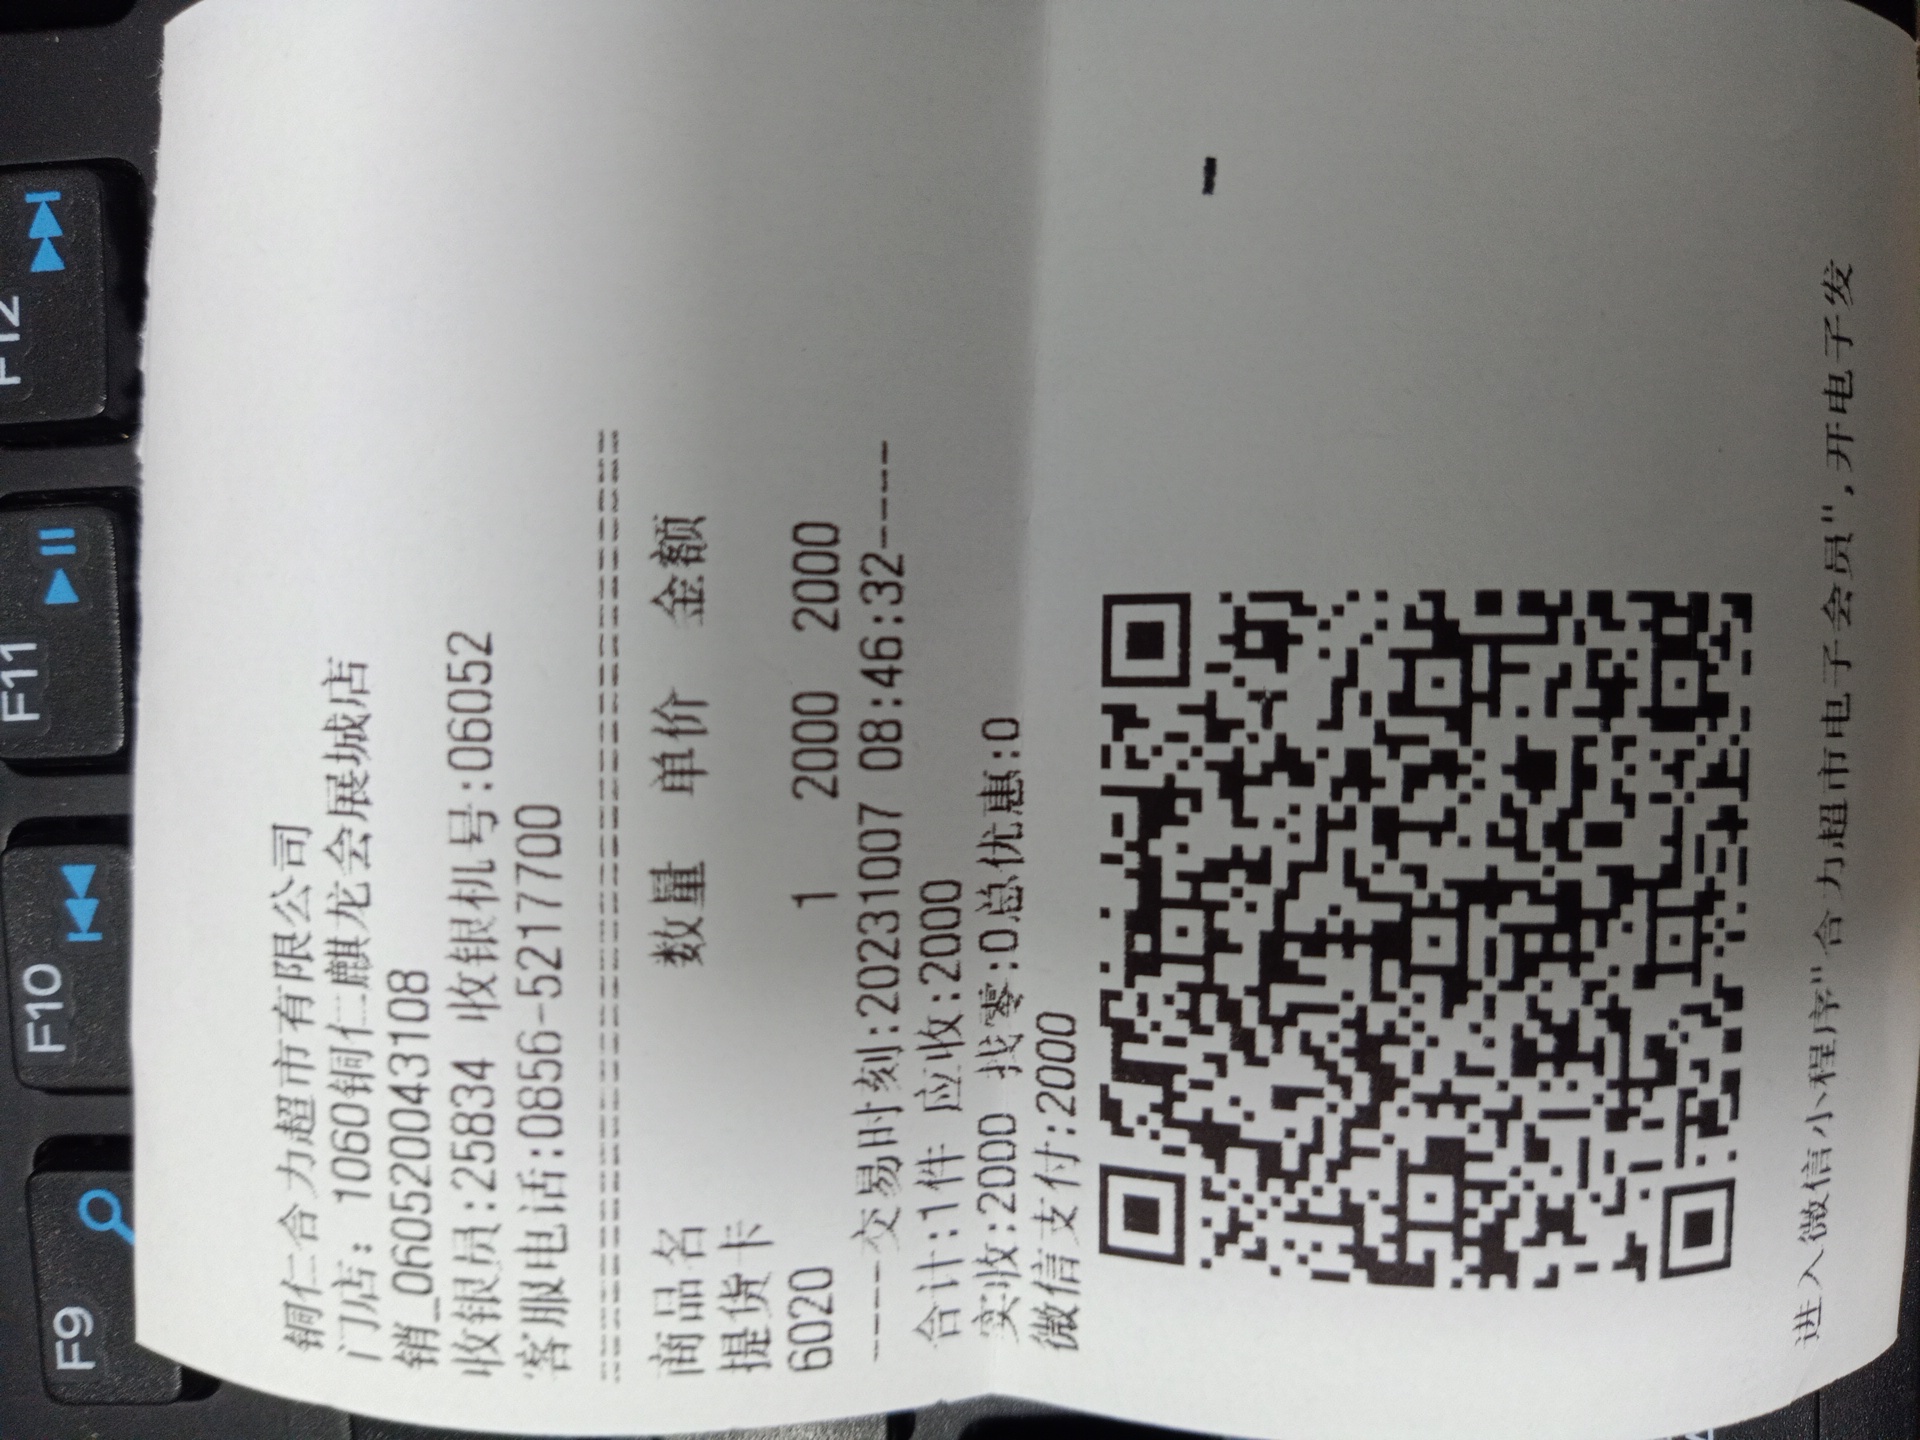 铜仁合力超市有限公司
门店: 1060铜仁麒龙会展城店
销_060520043108
收银员:25834 收银机号:06052
客服电话:0856-5217700
商品名 数量 单价 金额
提货卡
6020 1 2000 2000
----交易时刻:20231007 08:46:32----
合计:1件 应收:2000
实收:2000 找零:0总优惠:0
微信支付:2000
进入微信小程序"合力超市电子会员",开电子发
F9
F10
F11
F12